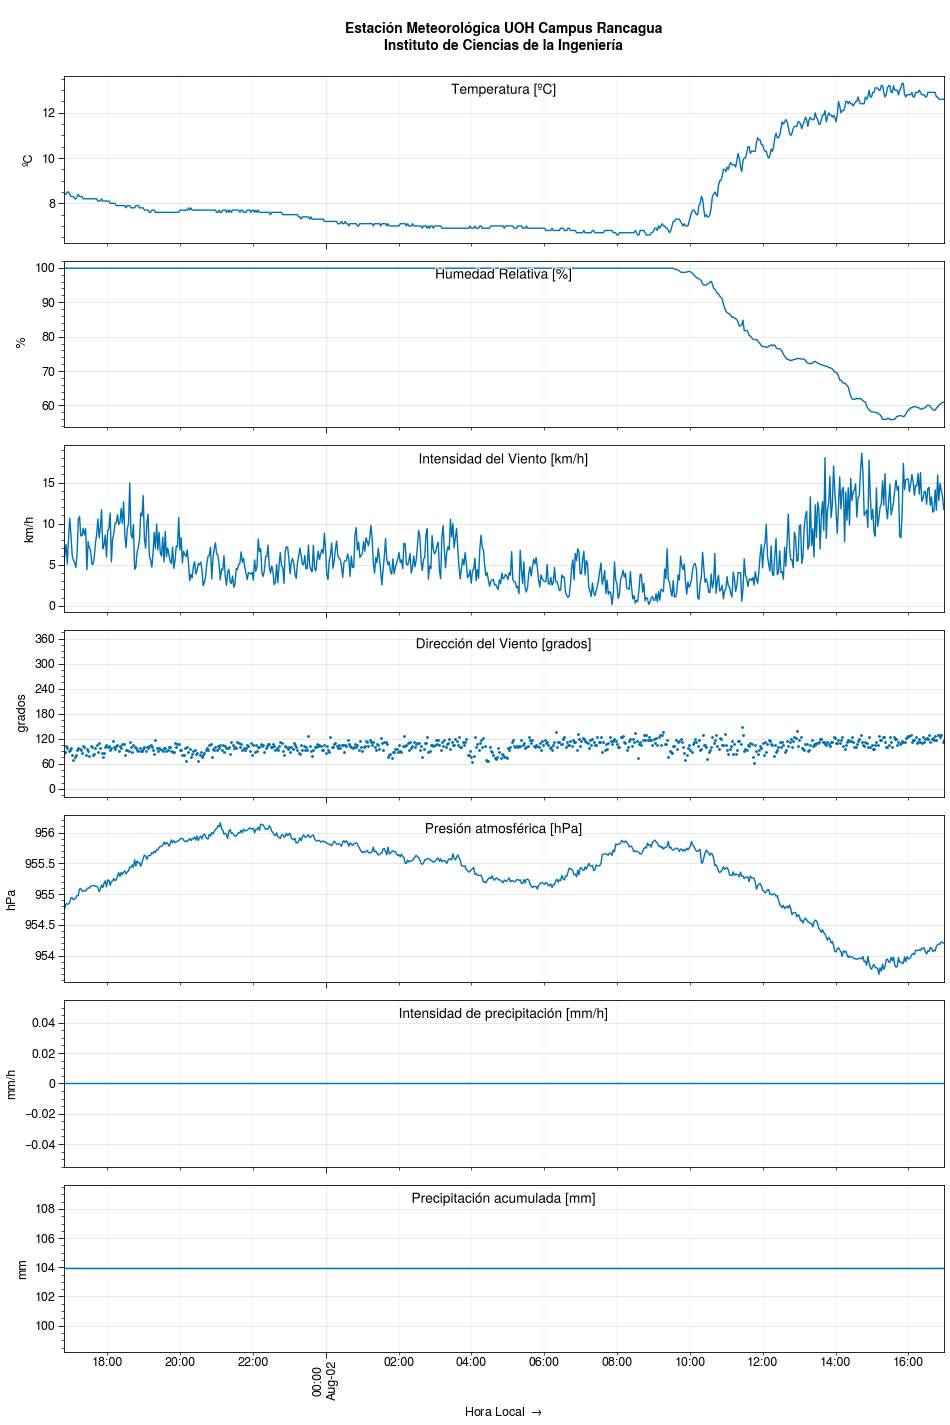 Estación Meteorológica UOH Campus Rancagua
Instituto de Ciencias de la Ingeniería
Temperatura [ºC]
12
10
8
ºC
Humedad Relativa [%]
100
90
80
70
60
%
Intensidad del Viento [km/h]
15
10
5
0
km/h
Dirección del Viento [grados]
360
300
240
180
120
60
0
grados
Presión atmosférica [hPa]
956
955.5
955
954.5
954
hPa
Intensidad de precipitación [mm/h]
0.04
0.02
0
−0.02
−0.04
mm/h
Precipitación acumulada [mm]
108
106
104
102
100
mm
18:00 20:00 22:00 00:00 02:00 04:00 06:00 08:00 10:00 12:00 14:00 16:00
Aug-02
Hora Local →